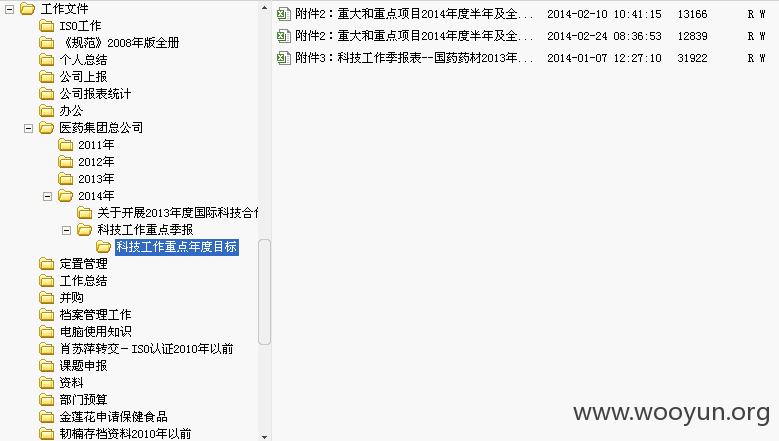 工作文件
ISO工作
《规范》2008年版全册
个人总结
公司上报
公司报表统计
办公
医药集团总公司
2011年
2012年
2013年
2014年
关于开展2013年度国际科技合作
科技工作重点季报
科技工作重点年度目标
定置管理
工作总结
并购
档案管理工作
电脑使用知识
肖苏萍转交－ISO认证2010年以前
课题申报
资料
部门预算
金莲花申请保健食品
韧楠存档资料2010年以前
附件2：重大和重点项目2014年度半年及全... 2014-02-10 10:41:15 13166 R W
附件2：重大和重点项目2014年度半年及全... 2014-02-24 08:36:53 12839 R W
附件3：科技工作季报表--国药药材2013年... 2014-01-07 12:27:10 31922 R W
www.wooyun.org